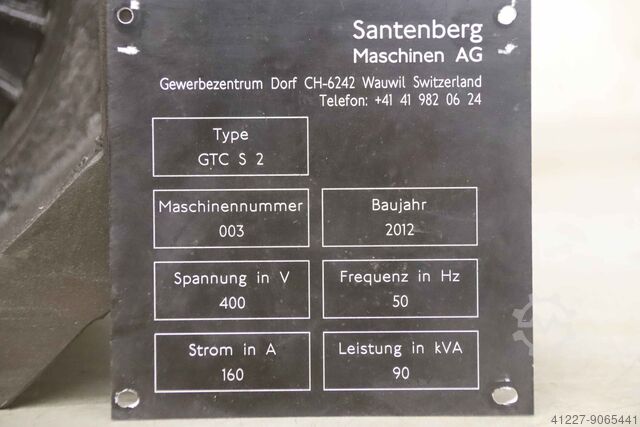 Santenberg
Maschinen AG
Gewerbezentrum Dorf CH-6242 Wauwil Switzerland
Telefon: +41 41 982 06 24
Type
GTC S 2
Maschinennummer
003
Baujahr
2012
Spannung in V
400
Frequenz in Hz
50
Strom in A
160
Leistung in kVA
90
41227-9065441